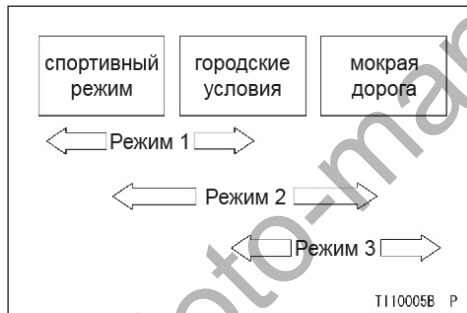 спортивный
режим
городские
условия
мокрая
дорога
Режим 1
Режим 2
Режим 3
TI10005B P